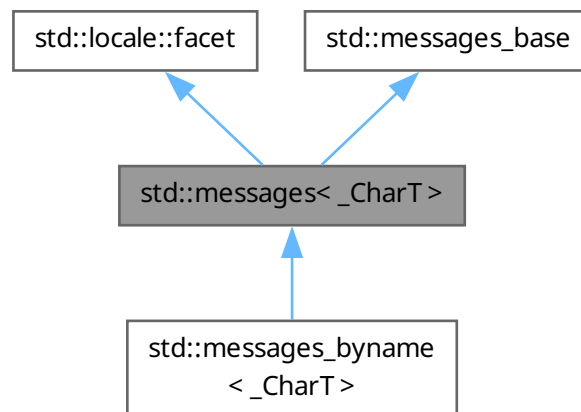 std::locale::facet
std::messages_base
std::messages< _CharT >
std::messages_byname
< _CharT >